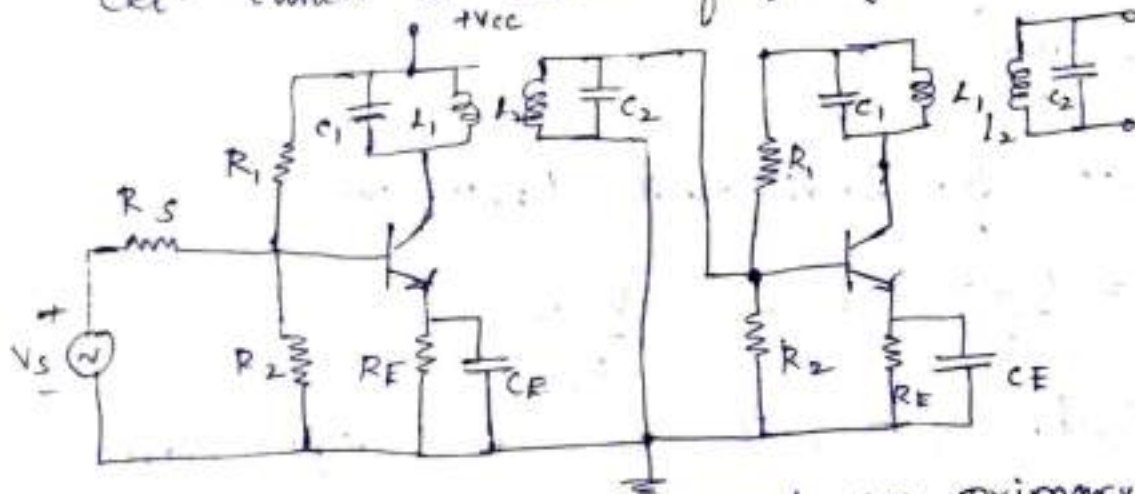 +Vcc
C1 L1 L2 C2 C1 L1
L2 C2
R1 R1
RS
+
VS
-
R2 RE CE R2 RE CE
primary